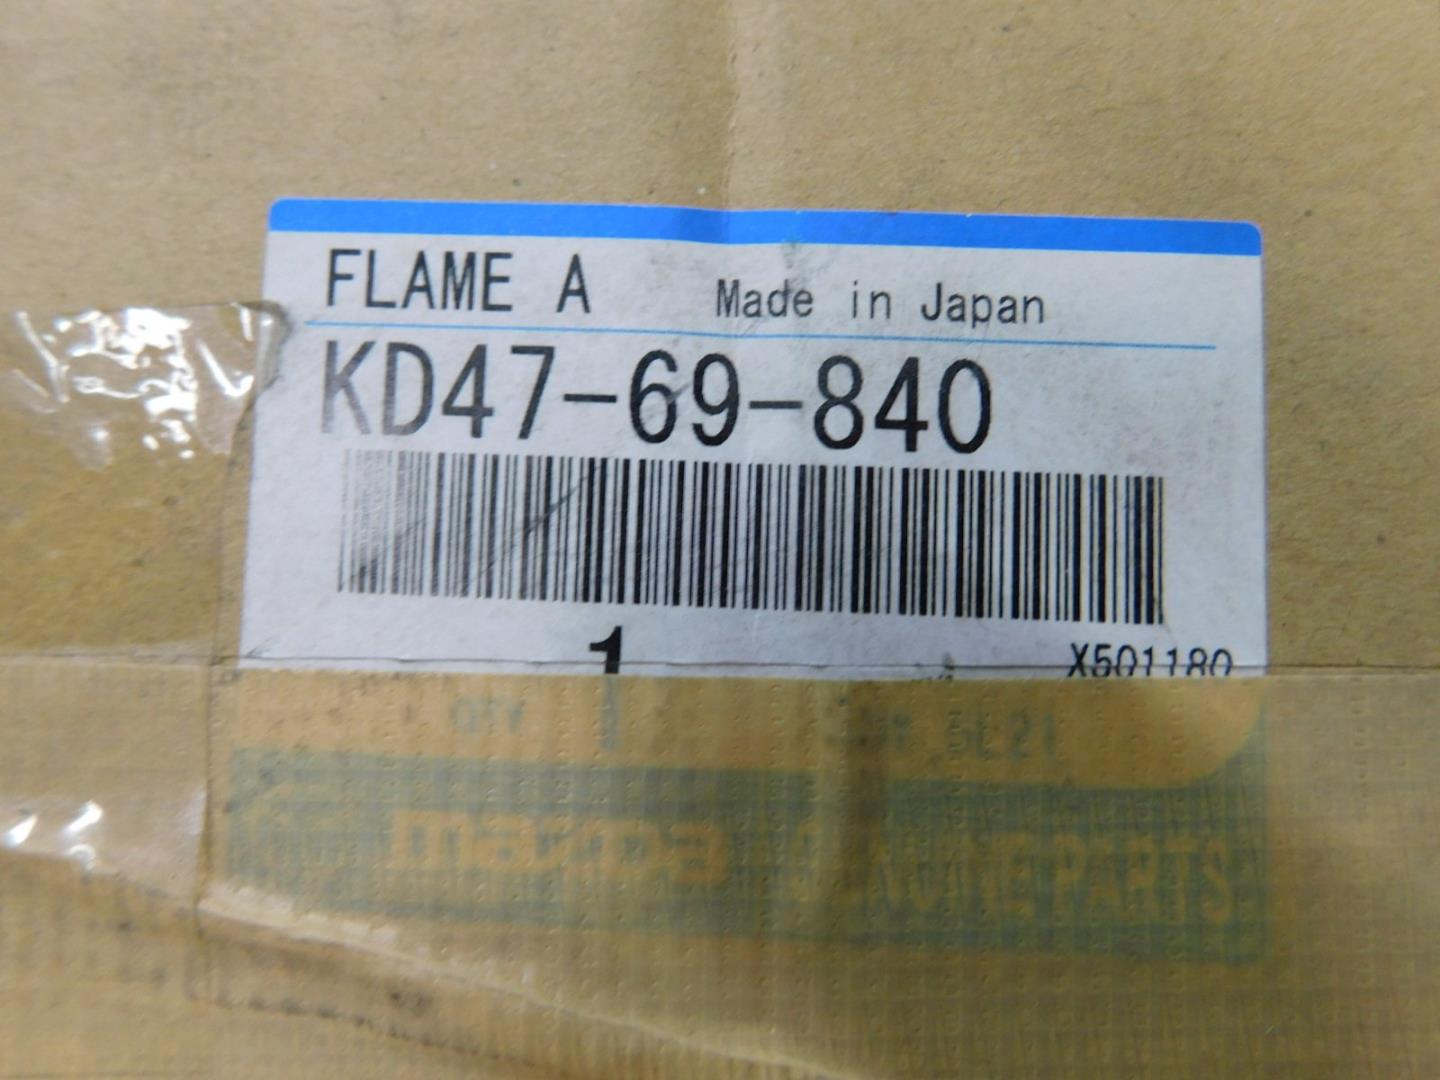 FLAME A Made in Japan
KD47-69-840
1 X501180
QTY
mazda GENUINE PARTS